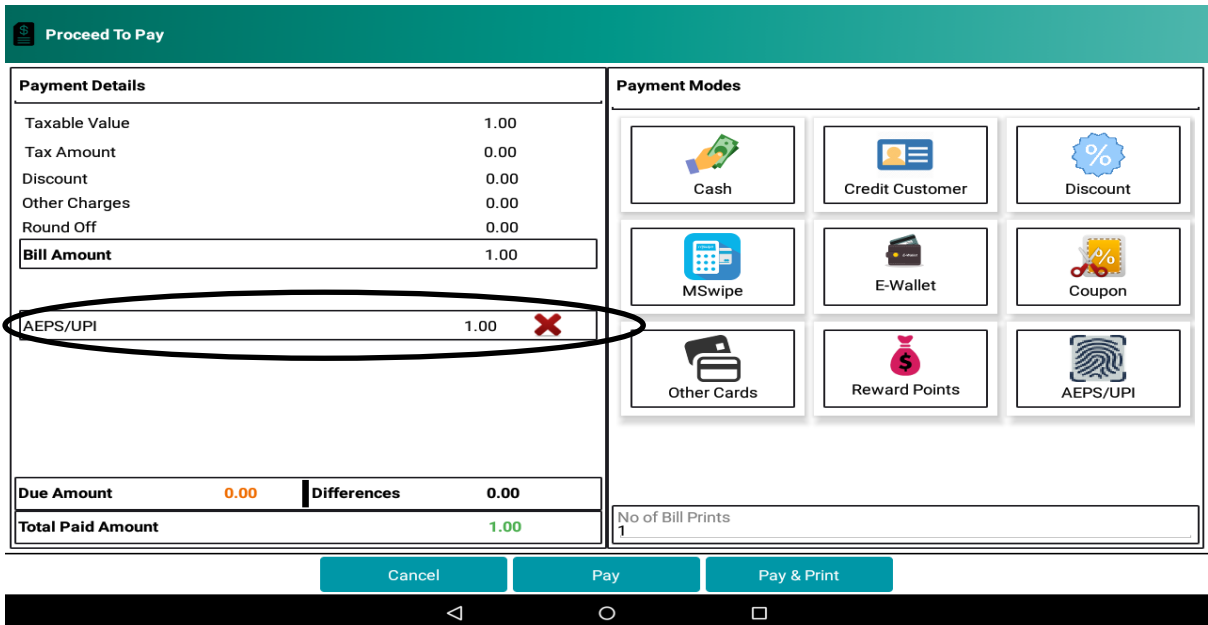 Proceed To Pay
Payment Details
Taxable Value 1.00
Tax Amount 0.00
Discount 0.00
Other Charges 0.00
Round Off 0.00
Bill Amount 1.00
AEPS/UPI 1.00
Due Amount 0.00 Differences 0.00
Total Paid Amount 1.00
Payment Modes
Cash Credit Customer Discount
MSwipe E-Wallet Coupon
Other Cards Reward Points AEPS/UPI
No of Bill Prints
1
Cancel Pay Pay & Print